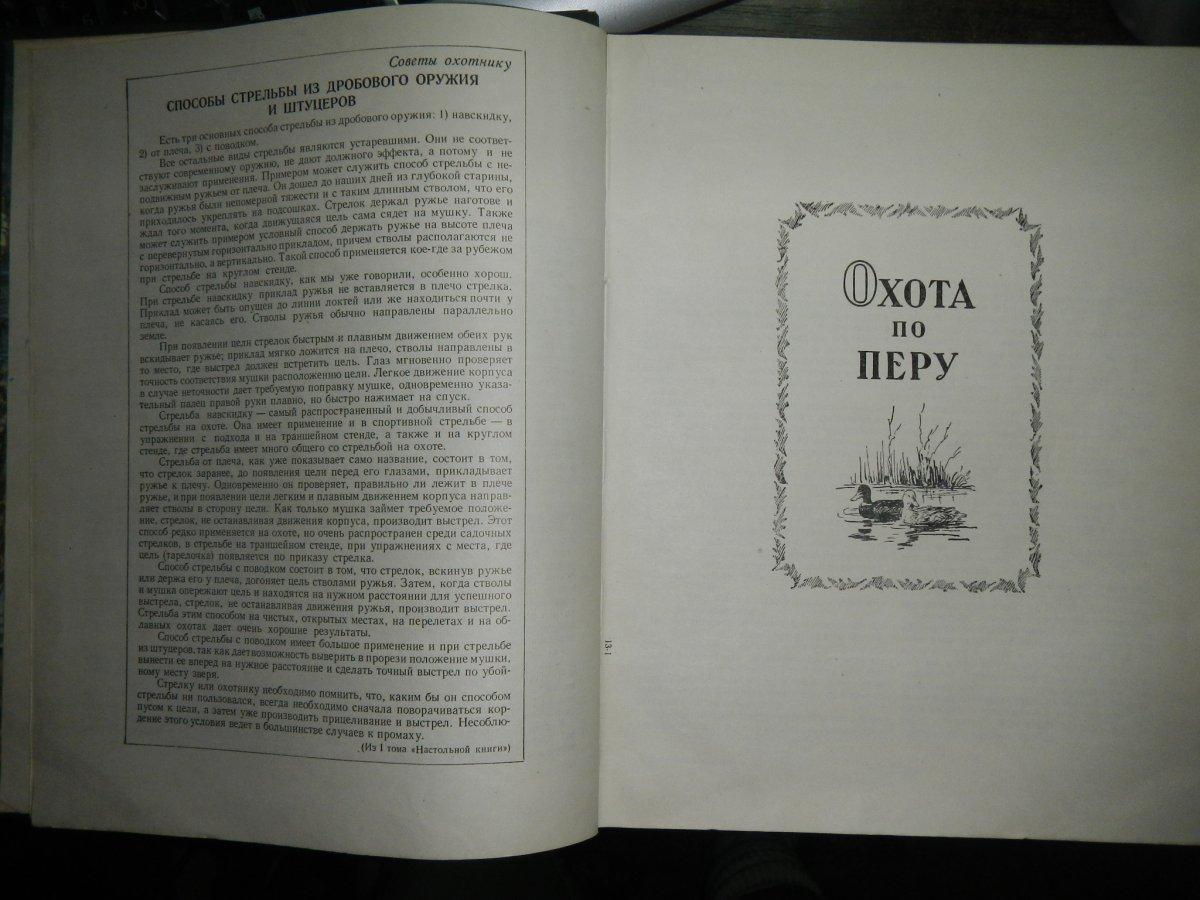 Советы охотнику
СПОСОБЫ СТРЕЛЬБЫ ИЗ ДРОБОВОГО ОРУЖИЯ
И ШТУЦЕРОВ
Есть три основных способа стрельбы из дробового оружия: 1) навскидку,
2) от плеча, 3) с поводком.
Все остальные виды стрельбы являются устаревшими. Они не соответ-
ствуют современному оружию, не дают должного эффекта, а потому и не
заслуживают применения. Примером может служить способ стрельбы с не-
подвижным ружьем от плеча. Он дошел до наших дней из глубокой старины,
когда ружья были непомерной тяжести и с таким длинным стволом, что его
приходилось укреплять на подсошках. Стрелок держал ружье наготове и
ждал того момента, когда движущаяся цель сама сядет на мушку. Также
может служить примером условный способ держать ружье на высоте плеча
с перевернутым горизонтально прикладом, причем стволы располагаются не
горизонтально, а вертикально. Такой способ применяется кое-где за рубежом
при стрельбе на круглом стенде.
Способ стрельбы навскидку, как мы уже говорили, особенно хорош.
При стрельбе навскидку приклад ружья не вставляется в плечо стрелка.
Приклад может быть опущен до линии локтей или же находиться почти у
плеча, не касаясь его. Стволы ружья обычно направлены параллельно
земле.
При появлении цели стрелок быстрым и плавным движением обеих рук
вскидывает ружье; приклад мягко ложится на плечо, стволы направлены в
то место, где выстрел должен встретить цель. Глаз мгновенно проверяет
точность соответствия мушки расположению цели. Легкое движение корпуса
в случае неточности дает требуемую поправку мушке, одновременно указа-
тельный палец правой руки плавно, но быстро нажимает на спуск.
Стрельба навскидку — самый распространенный и добычливый способ
стрельбы на охоте. Она имеет применение и в спортивной стрельбе — в
упражнении с подхода и на траншейном стенде, а также и на круглом
стенде, где стрельба имеет много общего со стрельбой на охоте.
Стрельба от плеча, как уже показывает само название, состоит в том,
что стрелок заранее, до появления цели перед его глазами, прикладывает
ружье к плечу. Одновременно он проверяет, правильно ли лежит в плече
ружье, и при появлении цели легким и плавным движением корпуса направ-
ляет стволы в сторону цели. Как только мушка займет требуемое положе-
ние, стрелок, не останавливая движения корпуса, производит выстрел. Этот
способ редко применяется на охоте, но очень распространен среди садочных
стрелков, в стрельбе на траншейном стенде, при упражнениях с места, где
цель (тарелочка) появляется по приказу стрелка.
Способ стрельбы с поводком состоит в том, что стрелок, вскинув ружье
или держа его у плеча, догоняет цель стволами ружья. Затем, когда стволы
и мушка опережают цель и находятся на нужном расстоянии для успешного
выстрела, стрелок, не останавливая движения ружья, производит выстрел.
Стрельба этим способом на чистых, открытых местах, на перелетах и на об-
лавных охотах дает очень хорошие результаты.
Способ стрельбы с поводком имеет большое применение и при стрельбе
из штуцеров, так как дает возможность выверить в прорези положение мушки,
вынести ее вперед на нужное расстояние и сделать точный выстрел по убой-
ному месту зверя.
Стрелку или охотнику необходимо помнить, что, каким бы он способом
стрельбы ни пользовался, всегда необходимо сначала поворачиваться кор-
пусом к цели, а затем уже производить прицеливание и выстрел. Несоблю-
дение этого условия ведет в большинстве случаев к промаху.
(Из I тома «Настольной книги»)
ОХОТА
ПО
ПЕРУ
13-1